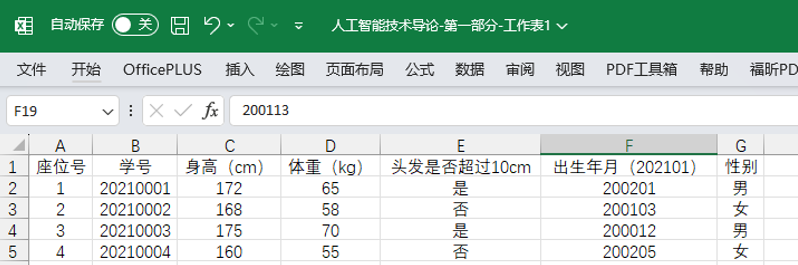 自动保存 关 人工智能技术导论-第一部分-工作表1
文件 开始 OfficePLUS 插入 绘图 页面布局 公式 数据 审阅 视图 PDF工具箱 帮助 福昕PD
F19 fx 200113
A B C D E F G
1 座位号 学号 身高（cm） 体重（kg） 头发是否超过10cm 出生年月（202101） 性别
2 1 20210001 172 65 是 200201 男
3 2 20210002 168 58 否 200103 女
4 3 20210003 175 70 是 200012 男
5 4 20210004 160 55 否 200205 女